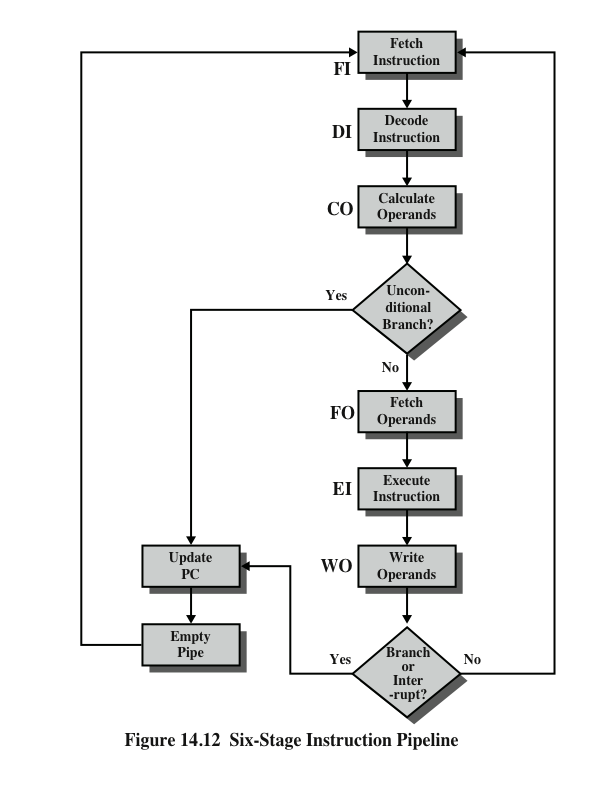 Fetch
Instruction
FI
Decode
Instruction
DI
Calculate
Operands
CO
Uncon-
ditional
Branch?
Yes
No
Fetch
Operands
FO
Execute
Instruction
EI
Update
PC
Write
Operands
WO
Empty
Pipe
Yes
Branch
or
Inter
-rupt?
No
Figure 14.12 Six-Stage Instruction Pipeline